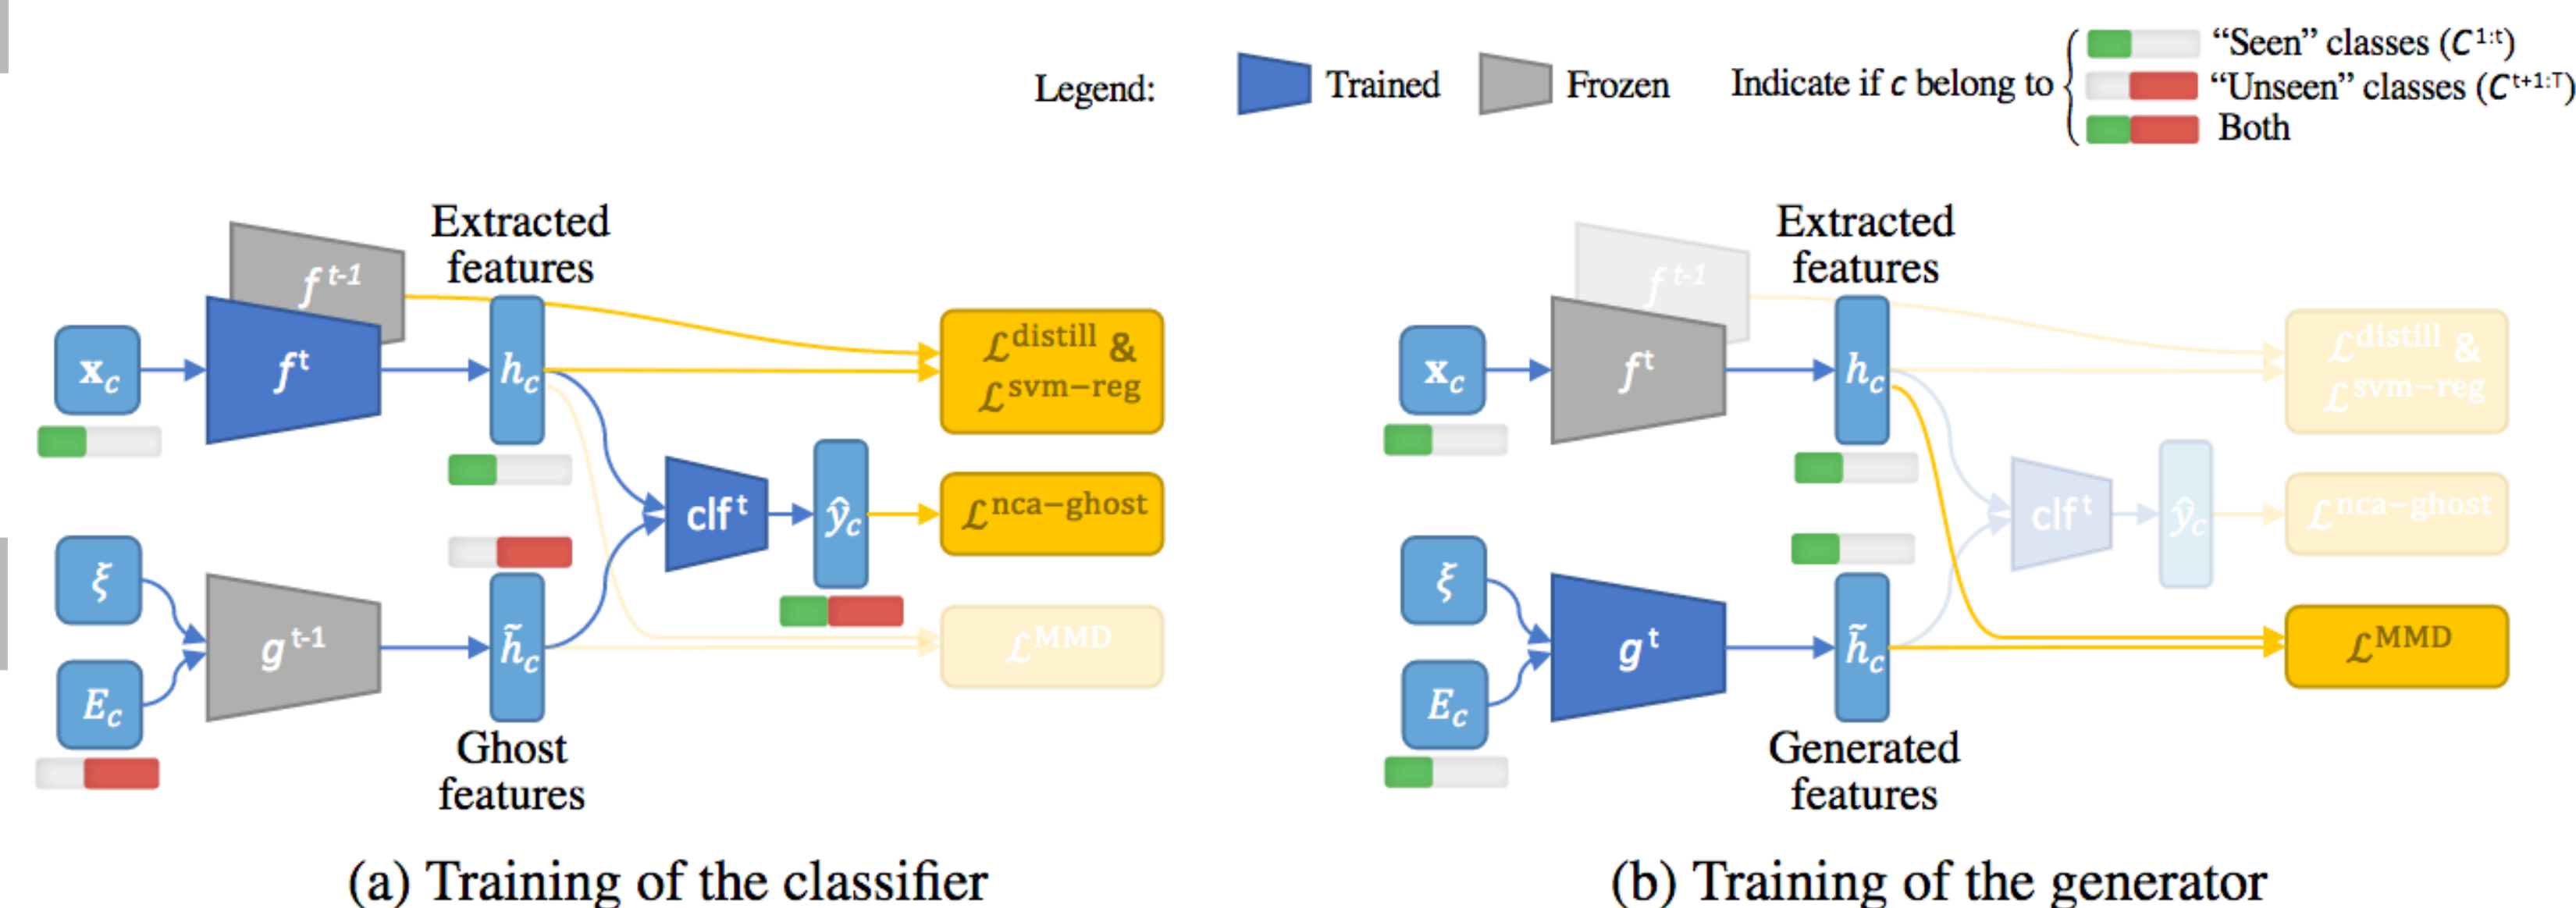 Legend:
Trained
Frozen
Indicate if c belong to
“Seen” classes (C^{1:t})
“Unseen” classes (C^{t+1:T})
Both
Extracted
features
f^{t-1}
x_c
f^t
h_c
ℒ^{distill} &
ℒ^{svm−reg}
clf^t
ŷ_c
ℒ^{nca−ghost}
ξ
E_c
g^{t-1}
h̃_c
ℒ^{MMD}
Ghost
features
(a) Training of the classifier
Extracted
features
f^{t-1}
x_c
f^t
h_c
ℒ^{distill} &
ℒ^{svm−reg}
clf^t
ŷ_c
ℒ^{nca−ghost}
ξ
E_c
g^t
h̃_c
ℒ^{MMD}
Generated
features
(b) Training of the generator